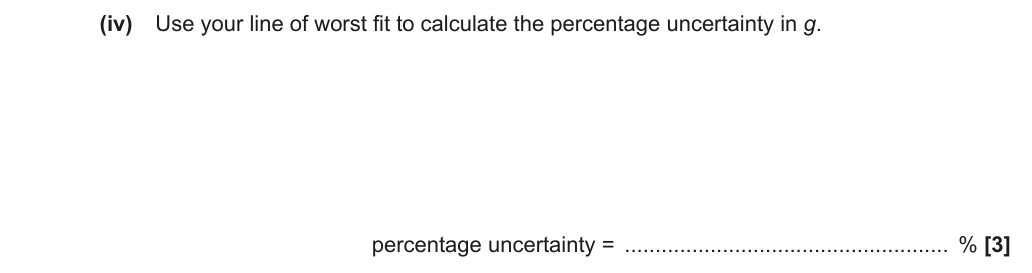 (iv) Use your line of worst fit to calculate the percentage uncertainty in g.
percentage uncertainty = .................................................... % [3]